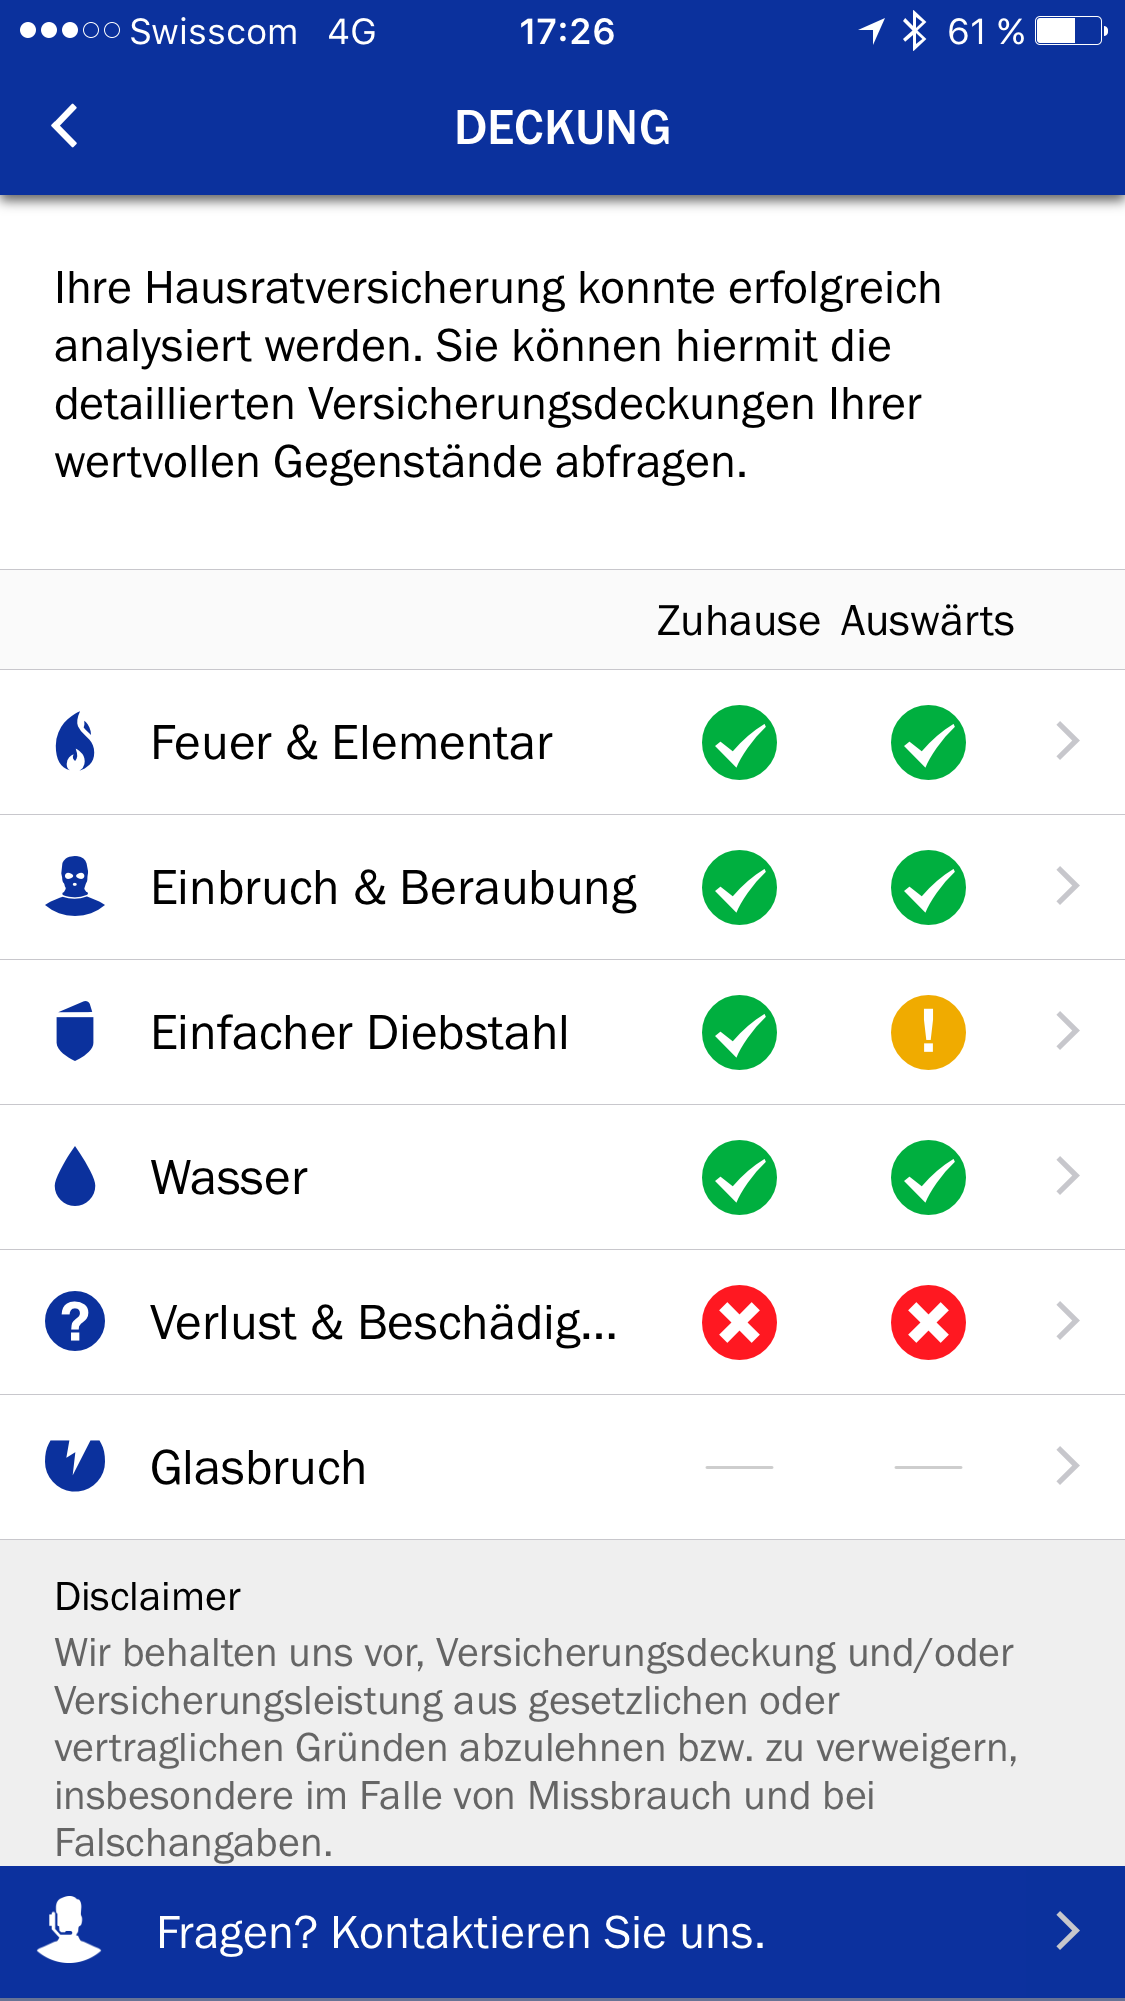 Swisscom 4G 17:26 61 %
DECKUNG
Ihre Hausratversicherung konnte erfolgreich
analysiert werden. Sie können hiermit die
detaillierten Versicherungsdeckungen Ihrer
wertvollen Gegenstände abfragen.
Zuhause Auswärts
Feuer & Elementar
Einbruch & Beraubung
Einfacher Diebstahl
Wasser
Verlust & Beschädig...
Glasbruch
Disclaimer
Wir behalten uns vor, Versicherungsdeckung und/oder
Versicherungsleistung aus gesetzlichen oder
vertraglichen Gründen abzulehnen bzw. zu verweigern,
insbesondere im Falle von Missbrauch und bei
Falschangaben.
Fragen? Kontaktieren Sie uns.